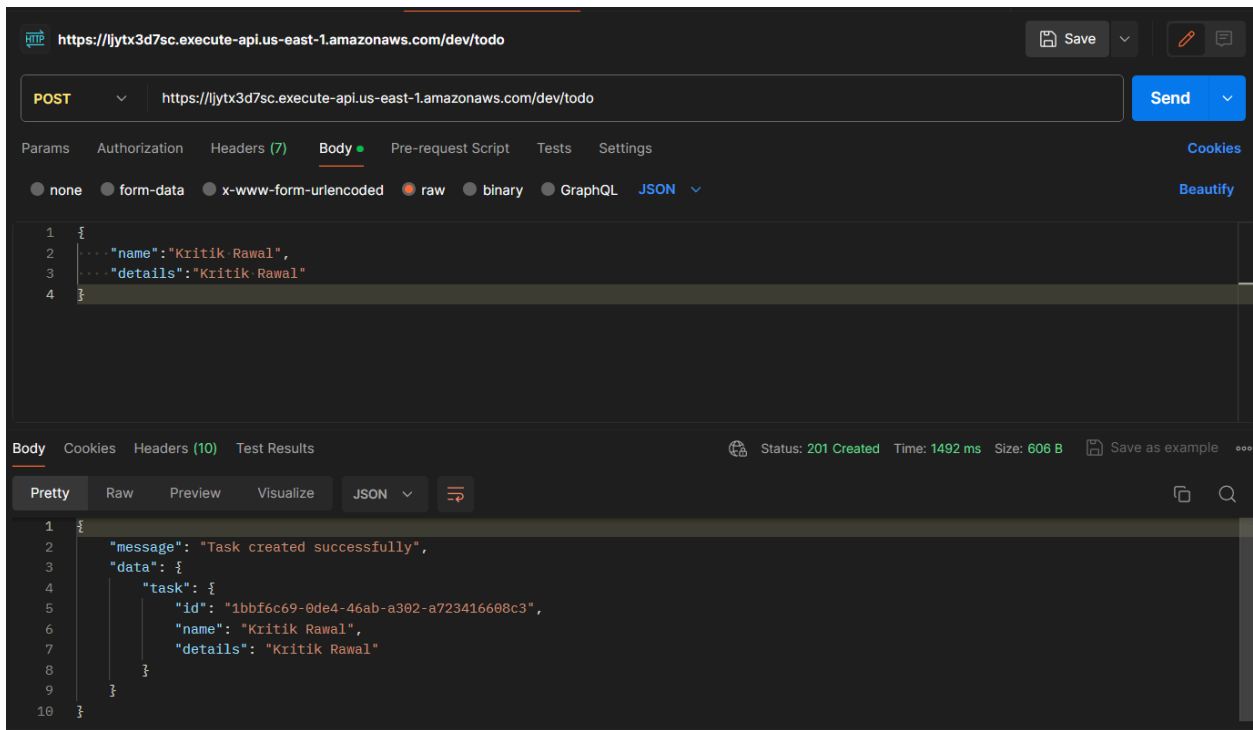 HTTP https://ljytx3d7sc.execute-api.us-east-1.amazonaws.com/dev/todo Save
POST https://ljytx3d7sc.execute-api.us-east-1.amazonaws.com/dev/todo Send
Params Authorization Headers (7) Body Pre-request Script Tests Settings Cookies
none form-data x-www-form-urlencoded raw binary GraphQL JSON Beautify
1 {
2 ····"name":"Kritik·Rawal",
3 ····"details":"Kritik·Rawal"
4 }
Body Cookies Headers (10) Test Results Status: 201 Created Time: 1492 ms Size: 606 B Save as example
Pretty Raw Preview Visualize JSON
1 {
2 "message": "Task created successfully",
3 "data": {
4 "task": {
5 "id": "1bbf6c69-0de4-46ab-a302-a723416608c3",
6 "name": "Kritik Rawal",
7 "details": "Kritik Rawal"
8 }
9 }
10 }